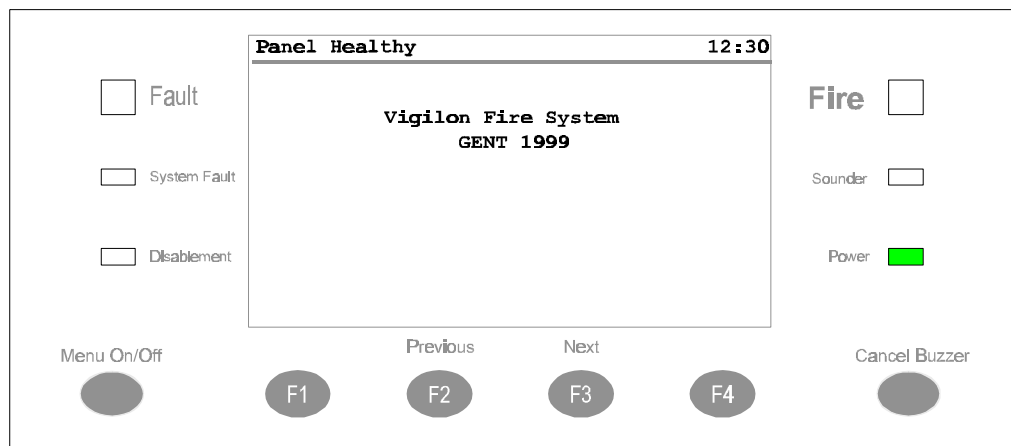 Panel Healthy 12:30
Fault
Fire
Vigilon Fire System
GENT 1999
System Fault
Sounder
Disablement
Power
Menu On/Off
Previous
Next
Cancel Buzzer
F1
F2
F3
F4